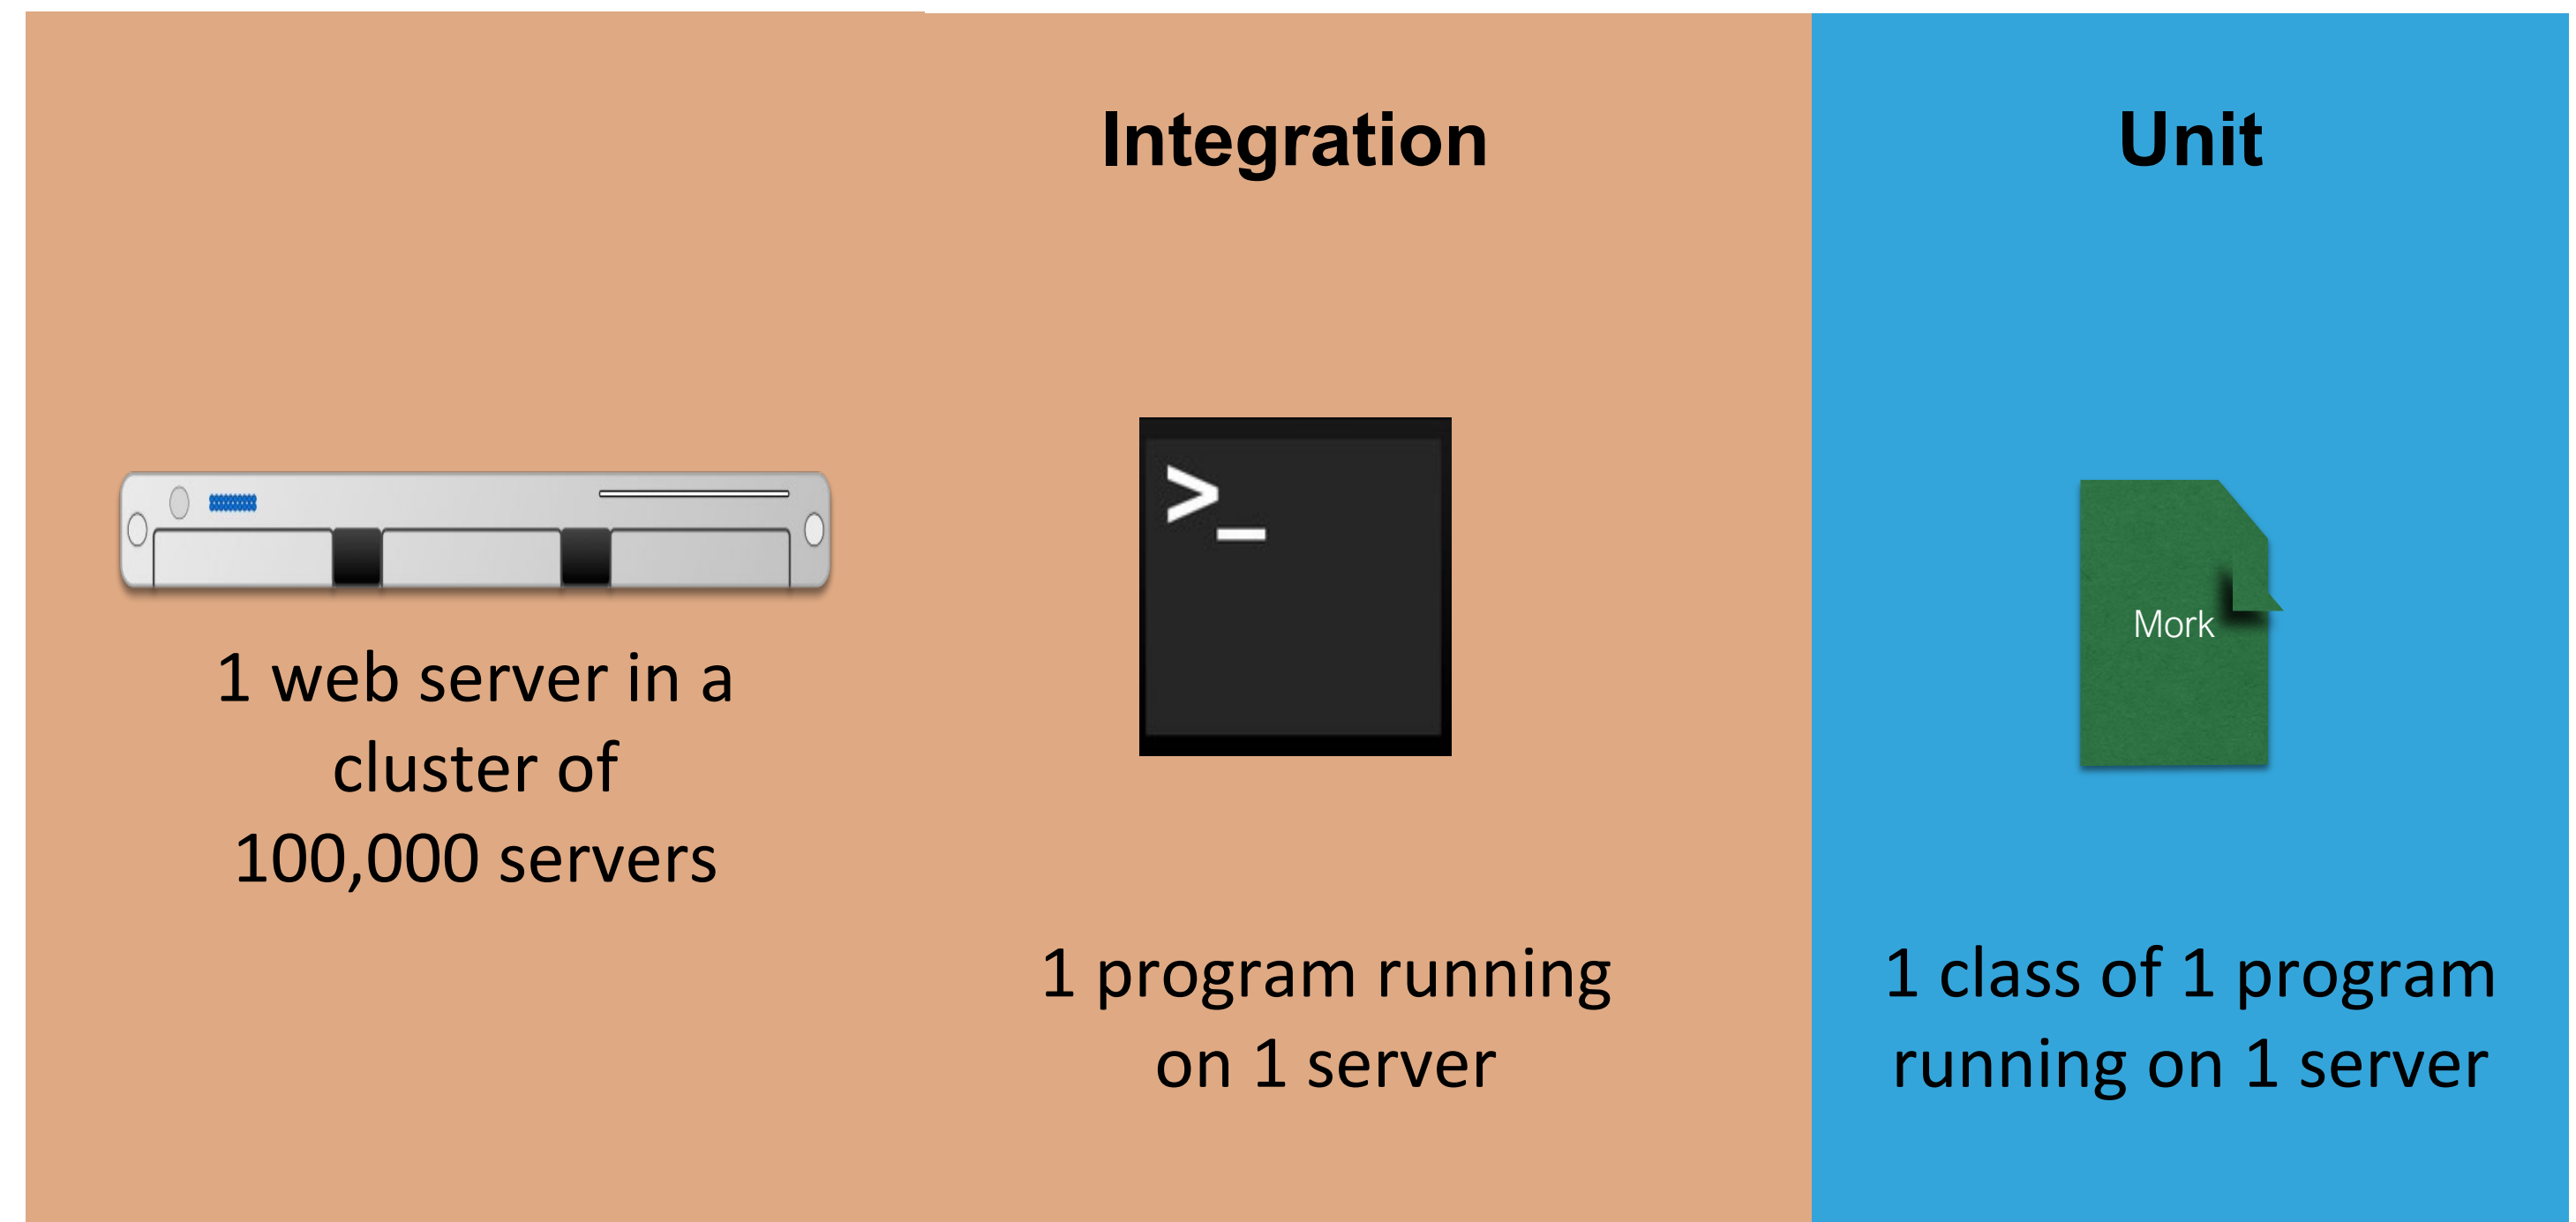 Integration
Unit
>_
Mork
1 web server in a
cluster of
100,000 servers
1 program running
on 1 server
1 class of 1 program
running on 1 server